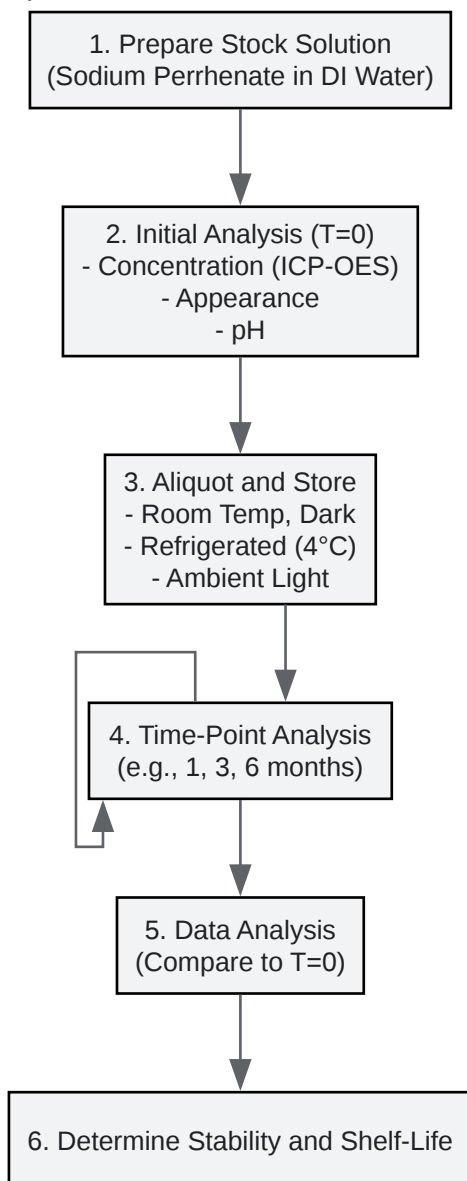 1. Prepare Stock Solution
(Sodium Perrhenate in DI Water)
2. Initial Analysis (T=0)
- Concentration (ICP-OES)
- Appearance
- pH
3. Aliquot and Store
- Room Temp, Dark
- Refrigerated (4°C)
- Ambient Light
4. Time-Point Analysis
(e.g., 1, 3, 6 months)
5. Data Analysis
(Compare to T=0)
6. Determine Stability and Shelf-Life